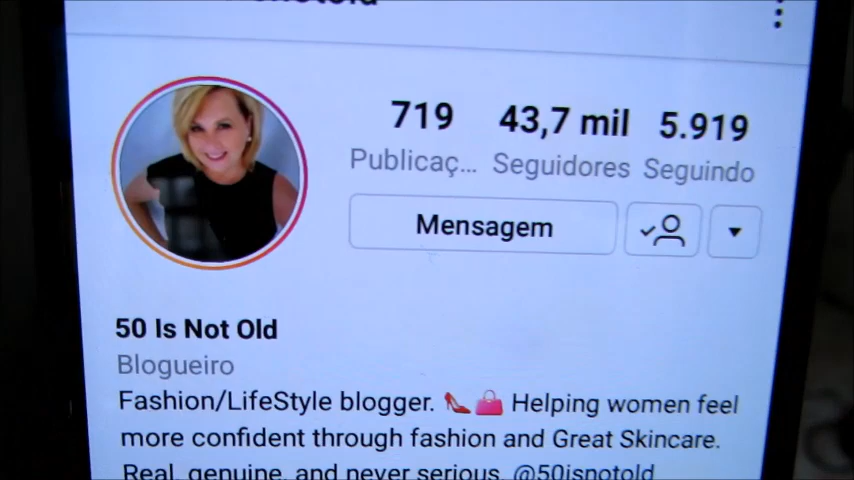 719 43,7 mil 5.919
Publicaç... Seguidores Seguindo
Mensagem
50 Is Not Old
Blogueiro
Fashion/LifeStyle blogger. 👠👜 Helping women feel
more confident through fashion and Great Skincare.
Real, genuine, and never serious. @50isnotold